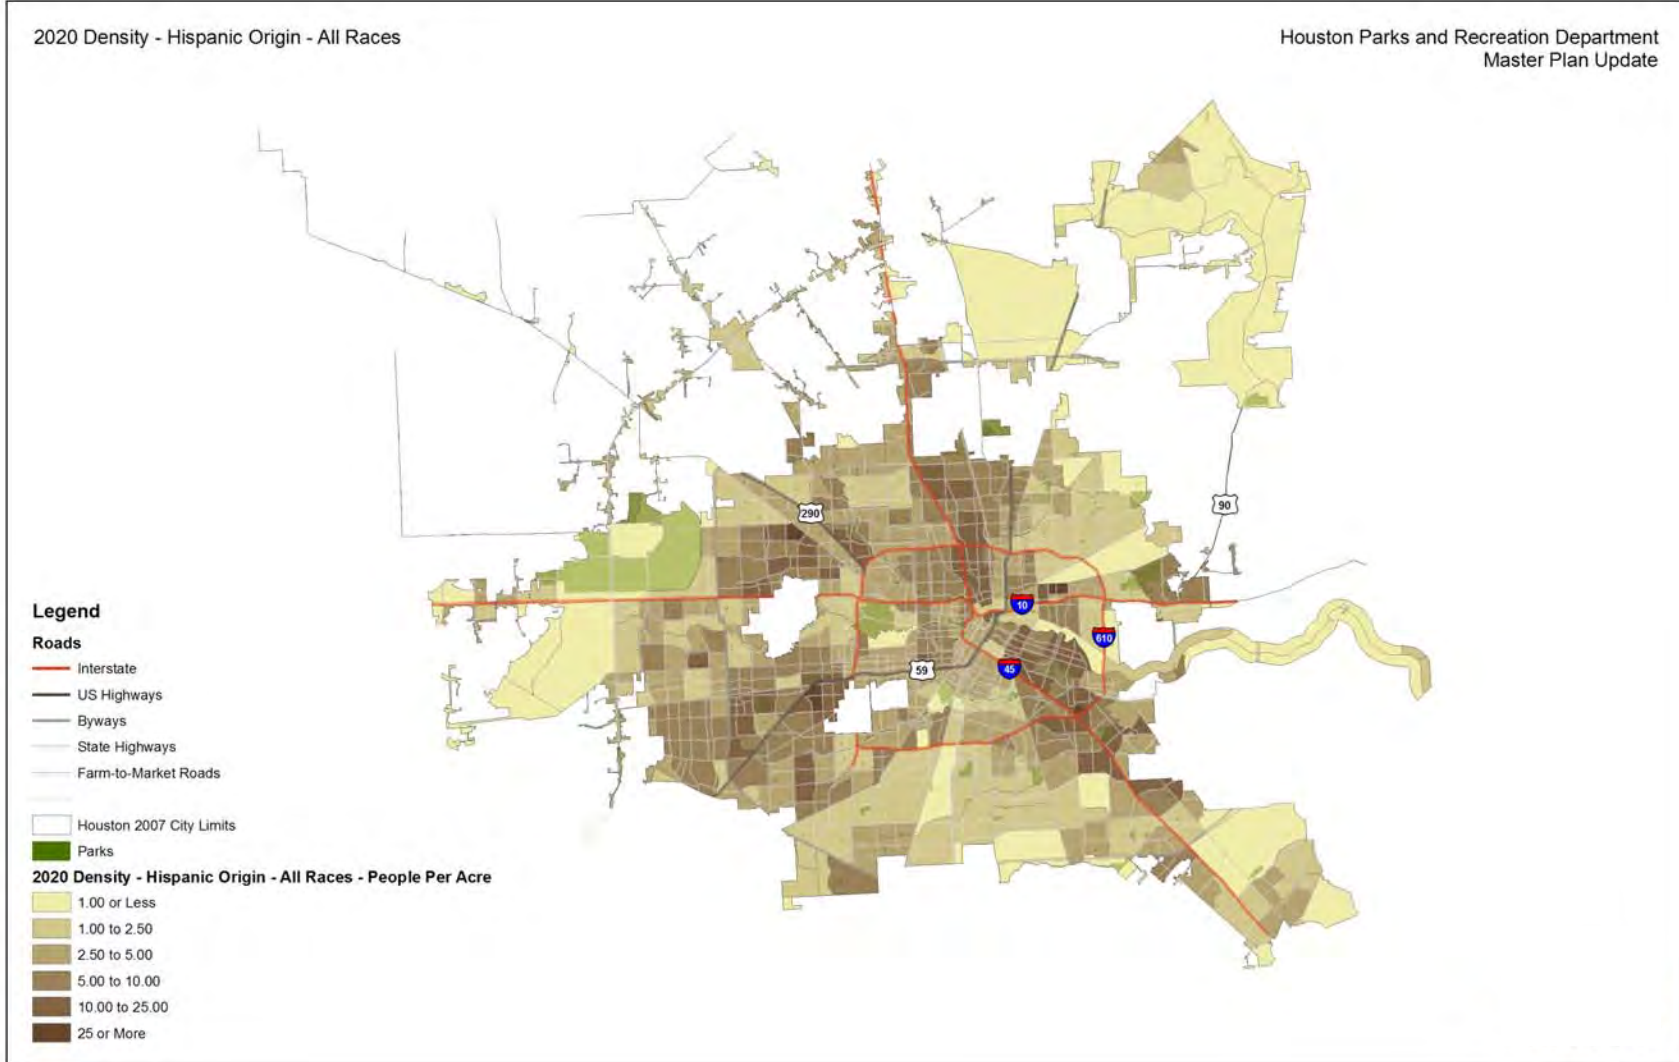 2020 Density - Hispanic Origin - All Races
Houston Parks and Recreation Department
Master Plan Update
290
90
10
610
59
45
Legend
Roads
Interstate
US Highways
Byways
State Highways
Farm-to-Market Roads
Houston 2007 City Limits
Parks
2020 Density - Hispanic Origin - All Races - People Per Acre
1.00 or Less
1.00 to 2.50
2.50 to 5.00
5.00 to 10.00
10.00 to 25.00
25 or More